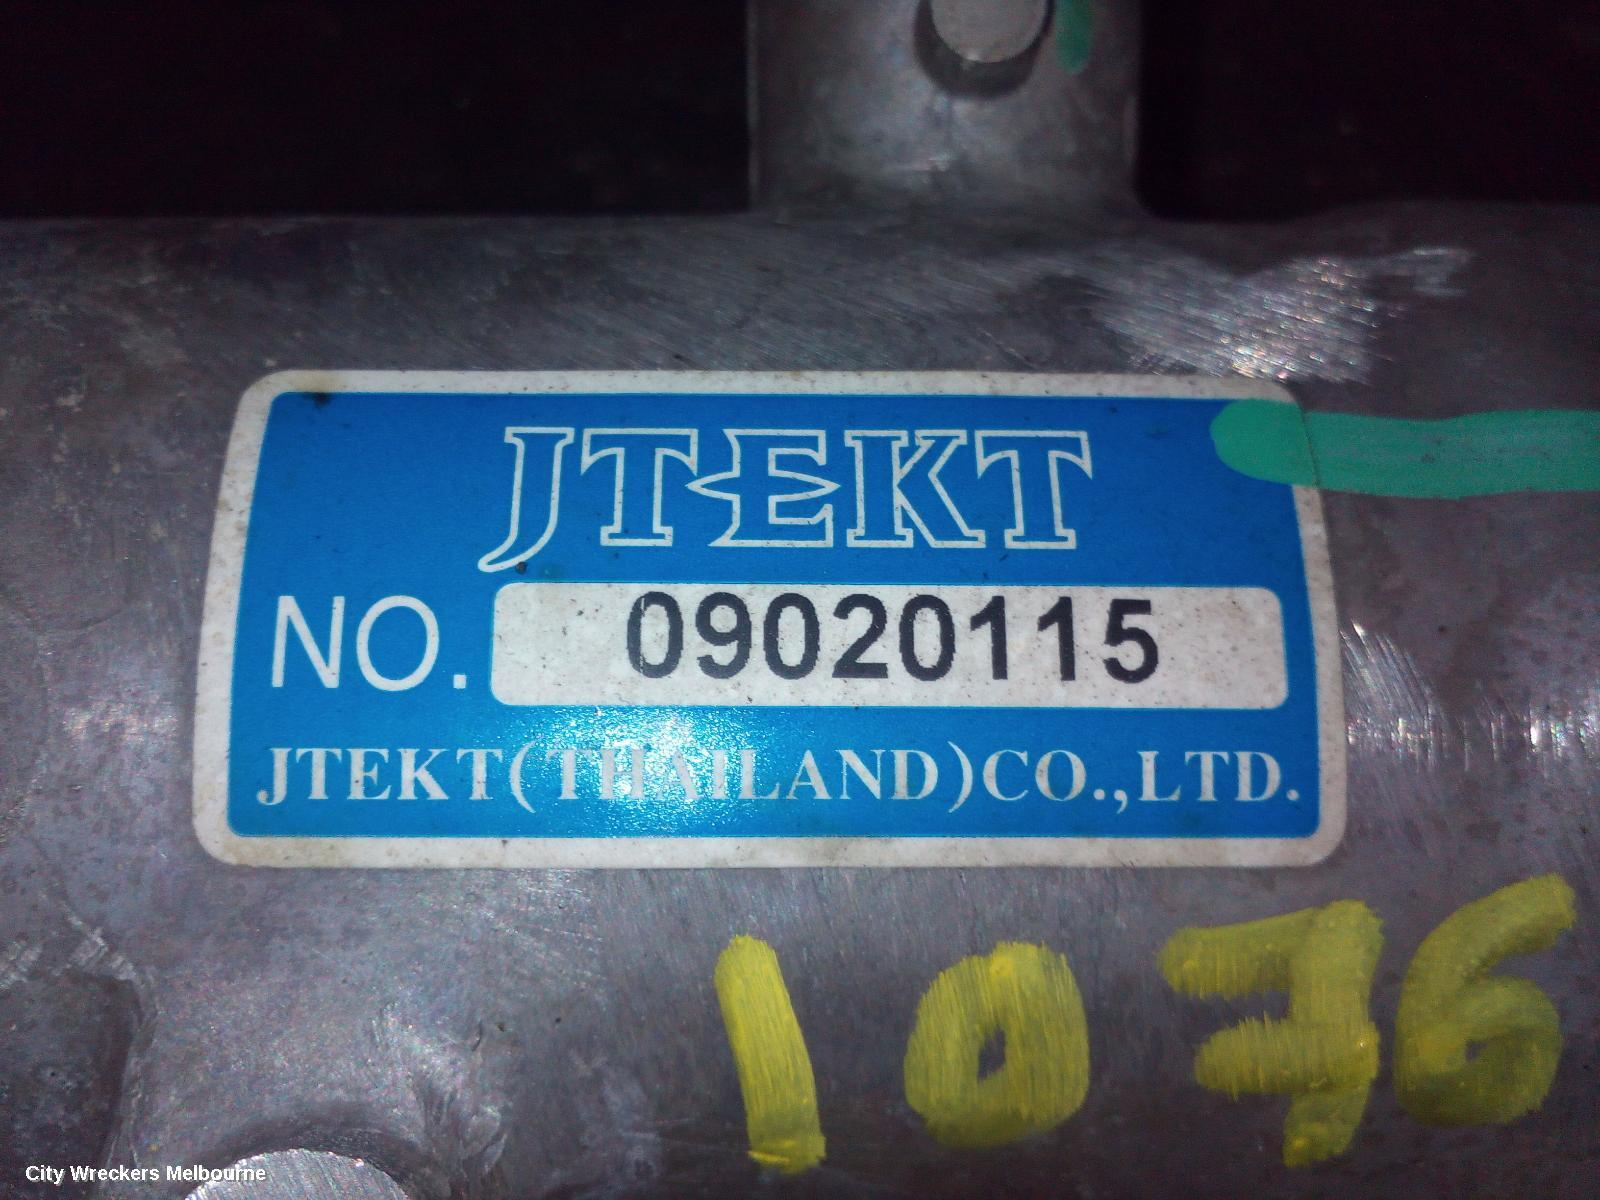 JTEKT
NO. 09020115
JTEKT(THAILAND)CO.,LTD.
1076
City Wreckers Melbourne